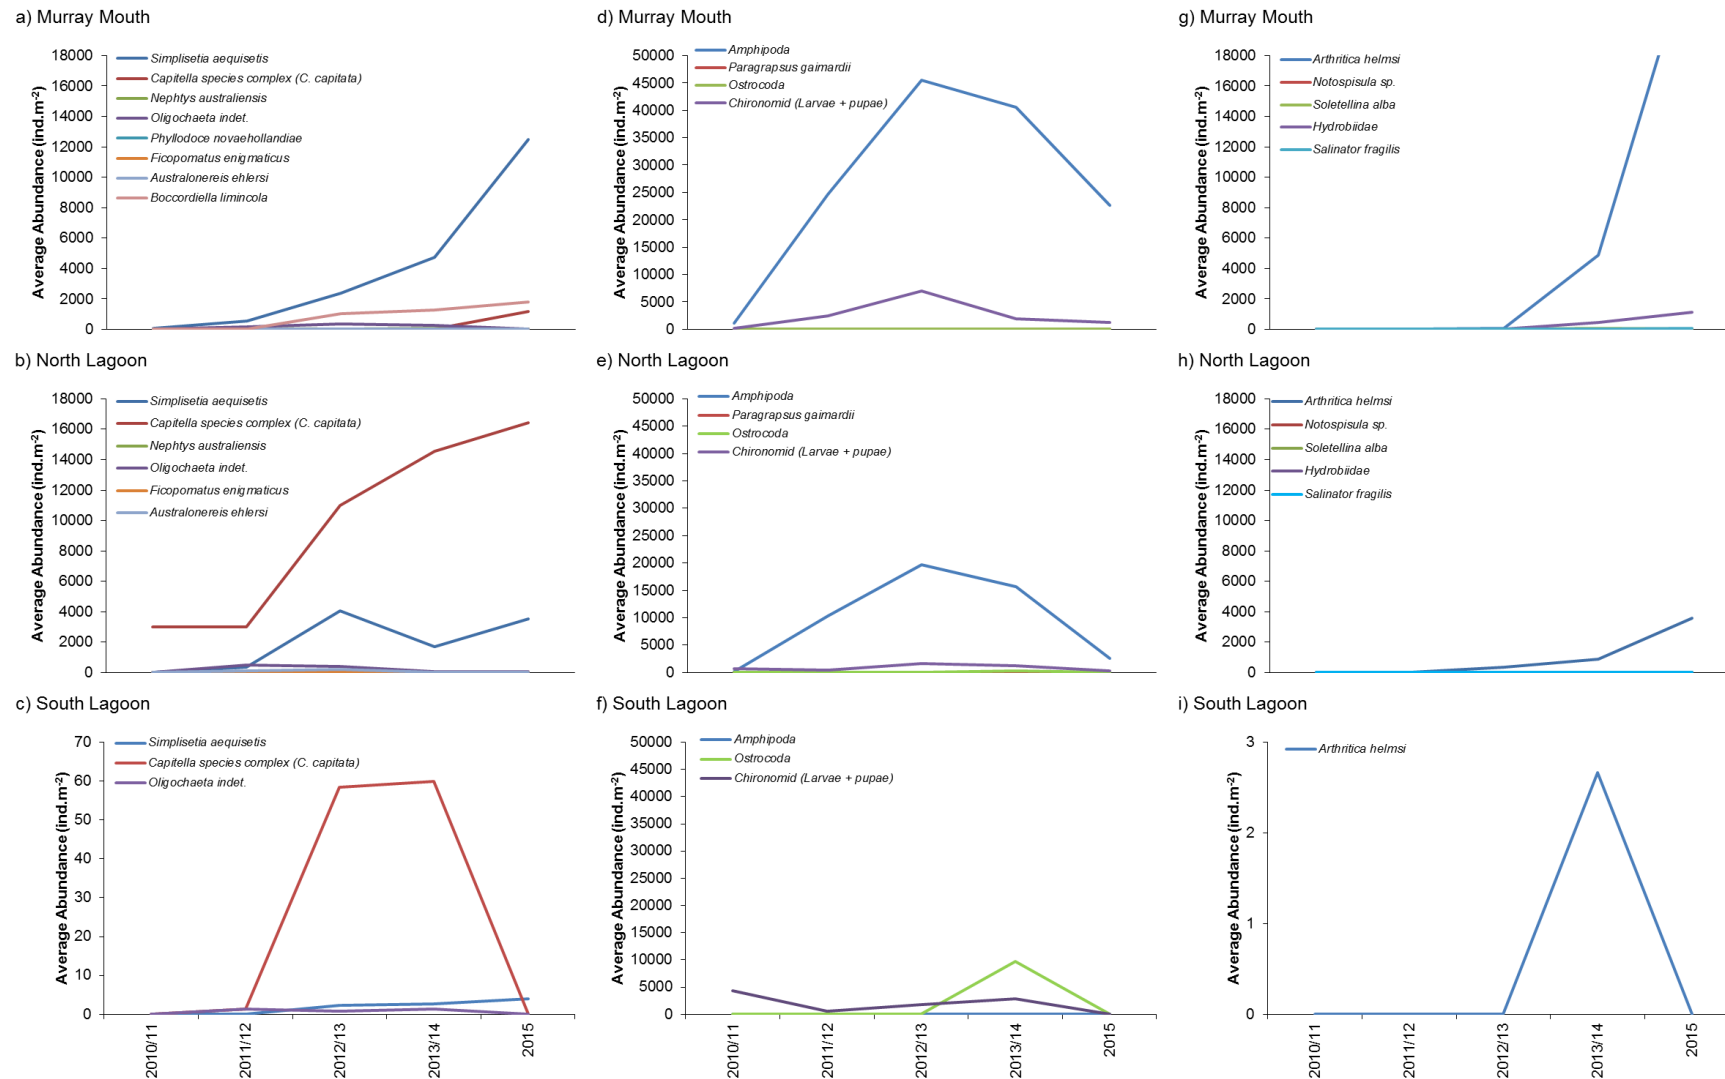 a) Murray Mouth
Average Abundance (ind.m-2)
18000
16000
14000
12000
10000
8000
6000
4000
2000
0
Simplisetia aequisetis
Capitella species complex (C. capitata)
Nephtys australiensis
Oligochaeta indet.
Phyllodoce novaehollandiae
Ficopomatus enigmaticus
Australonereis ehlersi
Boccordiella limincola
d) Murray Mouth
Average Abundance (ind.m-2)
50000
45000
40000
35000
30000
25000
20000
15000
10000
5000
0
Amphipoda
Paragrapsus gaimardii
Ostrocoda
Chironomid (Larvae + pupae)
g) Murray Mouth
Average Abundance (ind.m-2)
18000
16000
14000
12000
10000
8000
6000
4000
2000
0
Arthritica helmsi
Notospisula sp.
Soletellina alba
Hydrobiidae
Salinator fragilis
b) North Lagoon
Average Abundance (ind.m-2)
18000
16000
14000
12000
10000
8000
6000
4000
2000
0
Simplisetia aequisetis
Capitella species complex (C. capitata)
Nephtys australiensis
Oligochaeta indet.
Ficopomatus enigmaticus
Australonereis ehlersi
e) North Lagoon
Average Abundance (ind.m-2)
50000
45000
40000
35000
30000
25000
20000
15000
10000
5000
0
Amphipoda
Paragrapsus gaimardii
Ostrocoda
Chironomid (Larvae + pupae)
h) North Lagoon
Average Abundance (ind.m-2)
18000
16000
14000
12000
10000
8000
6000
4000
2000
0
Arthritica helmsi
Notospisula sp.
Soletellina alba
Hydrobiidae
Salinator fragilis
c) South Lagoon
Average Abundance (ind.m-2)
70
60
50
40
30
20
10
0
Simplisetia aequisetis
Capitella species complex (C. capitata)
Oligochaeta indet.
2010/11
2011/12
2012/13
2013/14
2015
f) South Lagoon
Average Abundance (ind.m-2)
50000
45000
40000
35000
30000
25000
20000
15000
10000
5000
0
Amphipoda
Ostrocoda
Chironomid (Larvae + pupae)
2010/11
2011/12
2012/13
2013/14
2015
i) South Lagoon
Average Abundance (ind.m-2)
3
2
1
0
Arthritica helmsi
2010/11
2011/12
2012/13
2013/14
2015